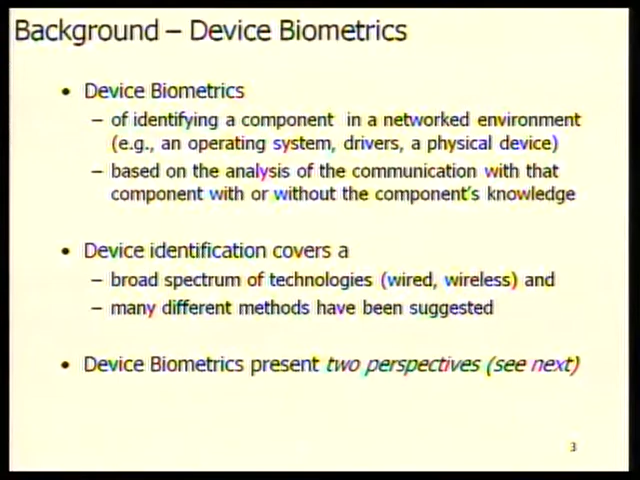 Background – Device Biometrics
• Device Biometrics
– of identifying a component in a networked environment
(e.g., an operating system, drivers, a physical device)
– based on the analysis of the communication with that
component with or without the component's knowledge
• Device identification covers a
– broad spectrum of technologies (wired, wireless) and
– many different methods have been suggested
• Device Biometrics present two perspectives (see next)
3